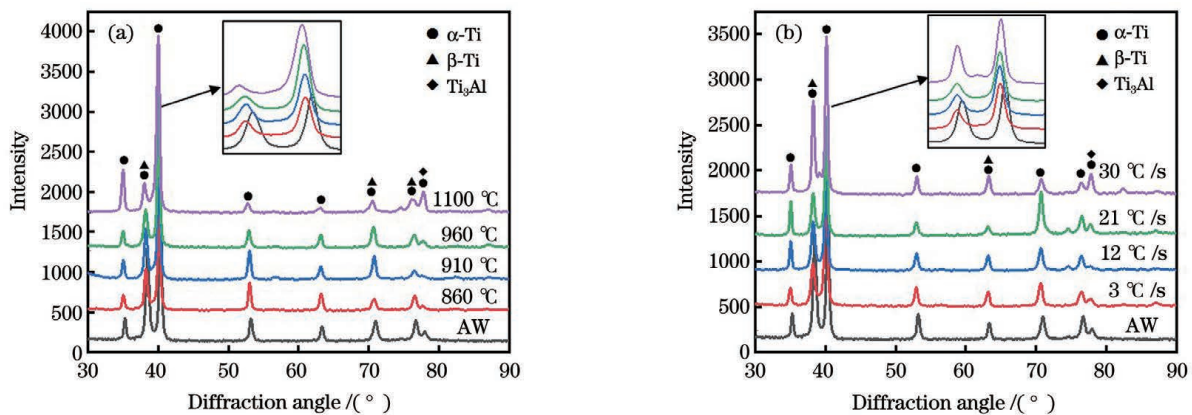 (a)
● α-Ti
▲ β-Ti
◆ Ti₃Al
Intensity
4000
3500
3000
2500
2000
1500
1000
500
0
1100 ℃
960 ℃
910 ℃
860 ℃
AW
30 40 50 60 70 80 90
Diffraction angle /(°)
(b)
● α-Ti
▲ β-Ti
◆ Ti₃Al
Intensity
3500
3000
2500
2000
1500
1000
500
0
30 ℃/s
21 ℃/s
12 ℃/s
3 ℃/s
AW
30 40 50 60 70 80 90
Diffraction angle /(°)